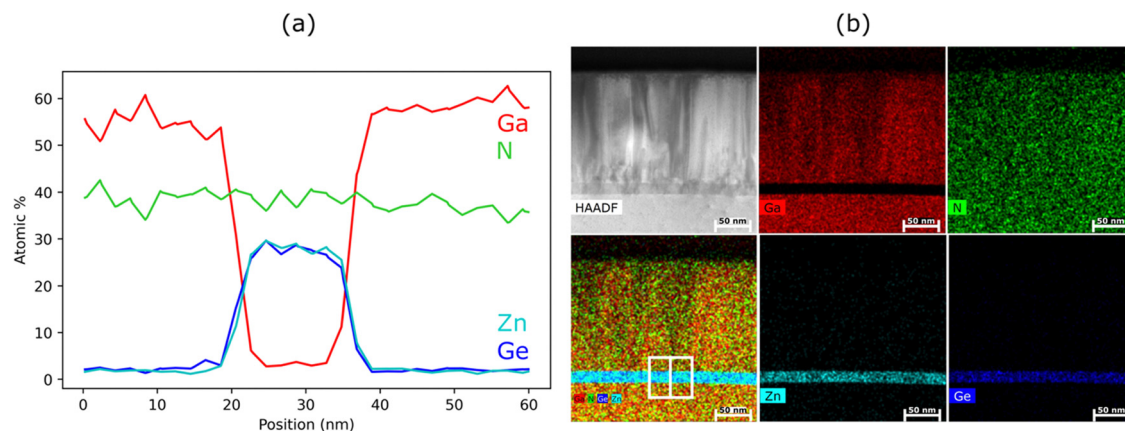 (a)
(b)
60
50
40
30
20
10
0
Atomic %
Ga
N
Zn
Ge
0 10 20 30 40 50 60
Position (nm)
HAADF
50 nm
Ga
50 nm
N
50 nm
Ga N Ge Zn
50 nm
Zn
50 nm
Ge
50 nm